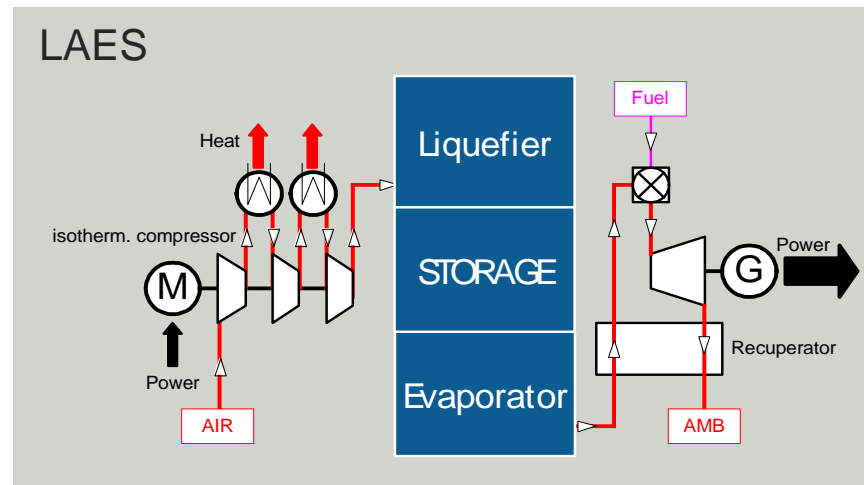 LAES
Fuel
Heat
Liquefier
isotherm. compressor
Power
M
STORAGE
G
Recuperator
Power
Evaporator
AIR
AMB